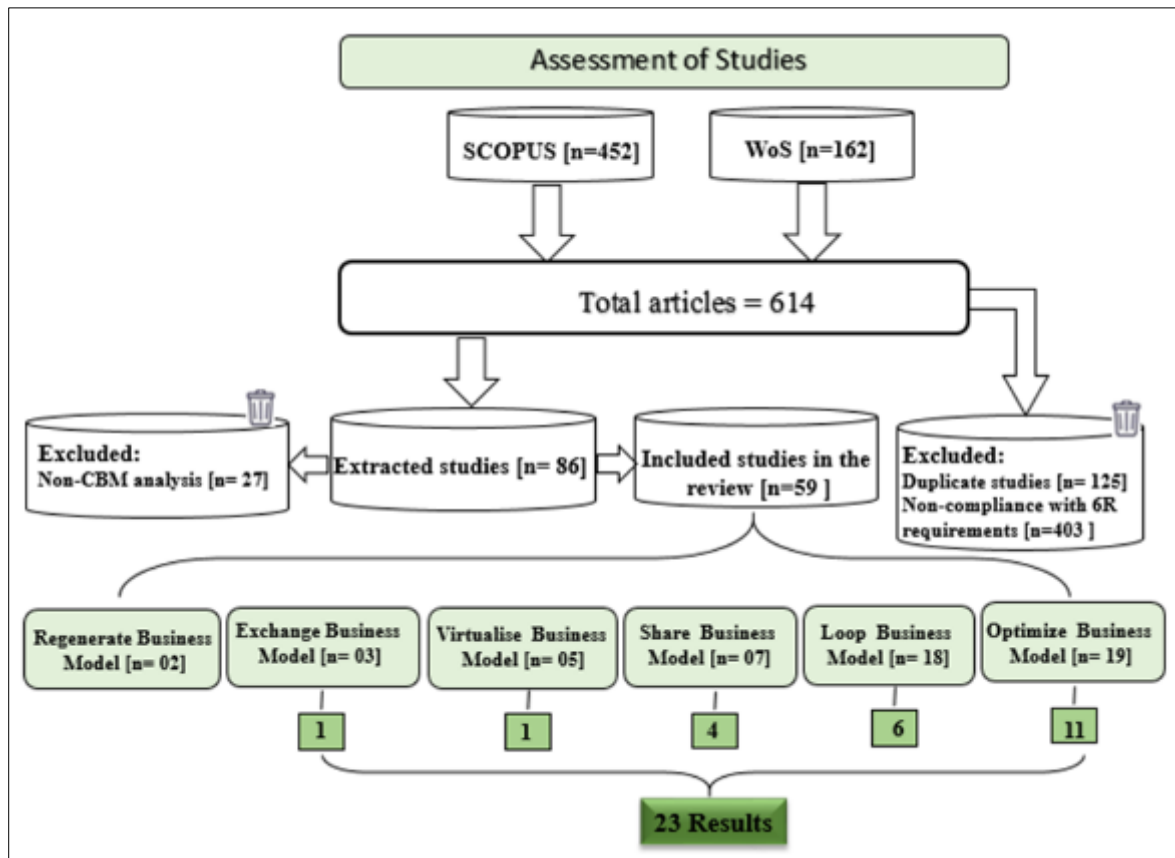 Assessment of Studies
SCOPUS [n=452]
WoS [n=162]
Total articles = 614
Excluded:
Non-CBM analysis [n= 27]
Extracted studies [n= 86]
Included studies in the
review [n=59 ]
Excluded:
Duplicate studies [n= 125]
Non-compliance with 6R
requirements [n=403 ]
Regenerate Business
Model [n= 02]
Exchange Business
Model [n= 03]
Virtualise Business
Model [n= 05]
Share Business
Model [n= 07]
Loop Business
Model [n= 18]
Optimize Business
Model [n= 19]
1
1
4
6
11
23 Results